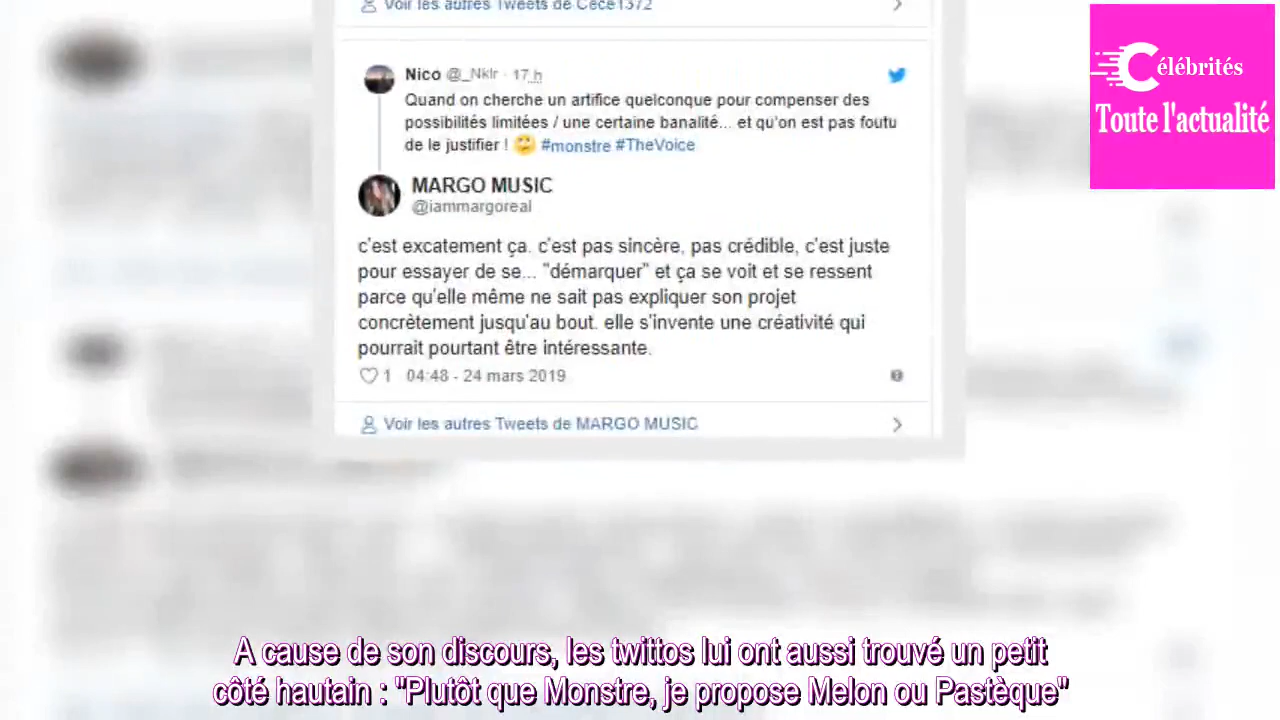 Voir les autres Tweets de Cece1372
Célébrités
Toute l'actualité
Nico @_Nklr · 17 h
Quand on cherche un artifice quelconque pour compenser des
possibilités limitées / une certaine banalité... et qu'on est pas foutu
de le justifier ! 🙄 #monstre #TheVoice
MARGO MUSIC
@iammargoreal
c'est excatement ça. c'est pas sincère, pas crédible, c'est juste
pour essayer de se... "démarquer" et ça se voit et se ressent
parce qu'elle même ne sait pas expliquer son projet
concrètement jusqu'au bout. elle s'invente une créativité qui
pourrait pourtant être intéressante.
1 04:48 - 24 mars 2019
Voir les autres Tweets de MARGO MUSIC
A cause de son discours, les twittos lui ont aussi trouvé un petit
côté hautain : "Plutôt que Monstre, je propose Melon ou Pastèque"